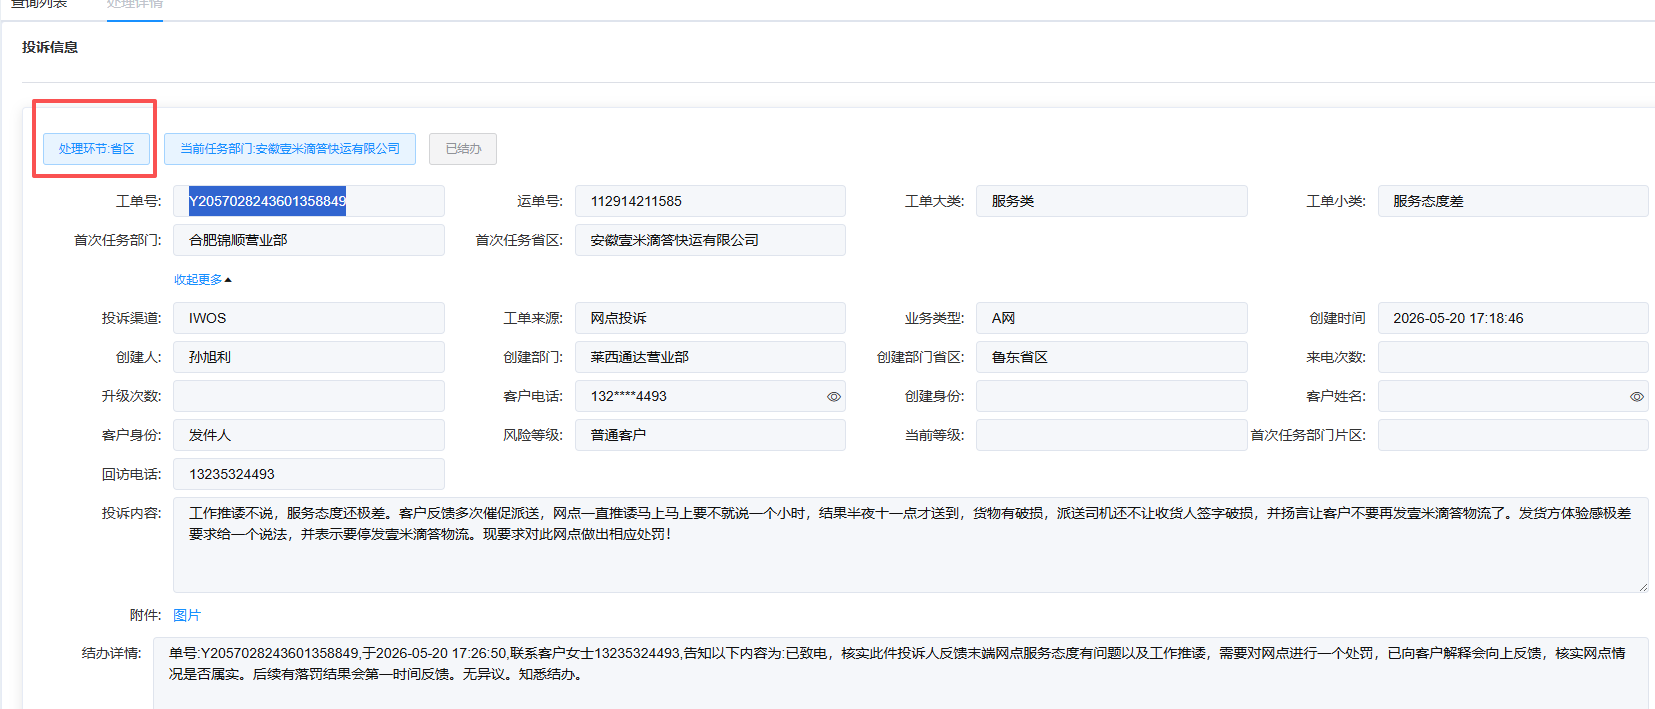 查询列表 处理详情
投诉信息
处理环节:省区 当前任务部门:安徽壹米滴答快运有限公司 已结办
工单号: Y2057028243601358849 运单号: 112914211585 工单大类: 服务类 工单小类: 服务态度差
首次任务部门: 合肥锦顺营业部 首次任务省区: 安徽壹米滴答快运有限公司
收起更多
投诉渠道: IWOS 工单来源: 网点投诉 业务类型: A网 创建时间 2026-05-20 17:18:46
创建人: 孙旭利 创建部门: 莱西通达营业部 创建部门省区: 鲁东省区 来电次数:
升级次数: 客户电话: 132****4493 创建身份: 客户姓名:
客户身份: 发件人 风险等级: 普通客户 当前等级: 首次任务部门片区:
回访电话: 13235324493
投诉内容: 工作推诿不说，服务态度还极差。客户反馈多次催促派送，网点一直推诿马上马上要不就说一个小时，结果半夜十一点才送到，货物有破损，派送司机还不让收货人签字破损，并扬言让客户不要再发壹米滴答物流了。发货方体验感极差
要求给一个说法，并表示要停发壹米滴答物流。现要求对此网点做出相应处罚！
附件: 图片
结办详情: 单号:Y2057028243601358849,于2026-05-20 17:26:50,联系客户女士13235324493,告知以下内容为:已致电，核实此件投诉人反馈末端网点服务态度有问题以及工作推诿，需要对网点进行一个处罚，已向客户解释会向上反馈，核实网点情
况是否属实。后续有落罚结果会第一时间反馈。无异议。知悉结办。